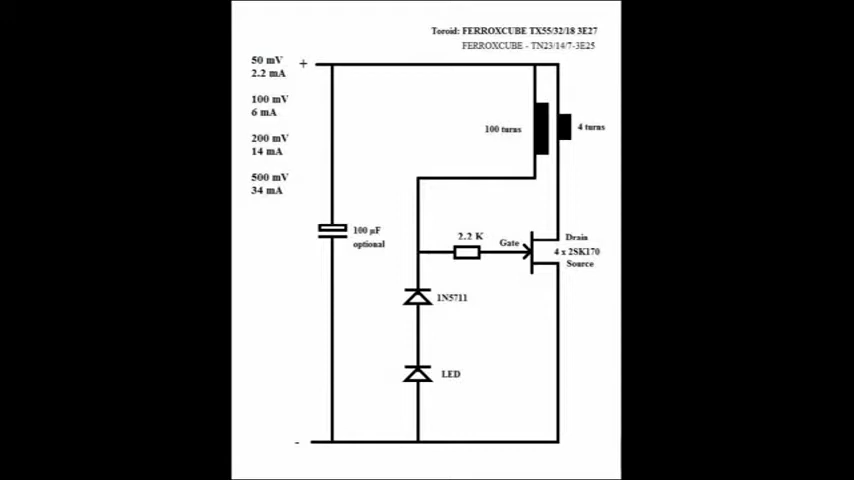 Toroid: FERROXCUBE TX55/32/18 3E27
FERROXCUBE - TN23/14/7-3E25
50 mV
2.2 mA
+
100 mV
6 mA
200 mV
14 mA
500 mV
34 mA
100 turns
4 turns
100 µF
optional
2.2 K
Gate
Drain
4 x 2SK170
Source
1N5711
LED
-